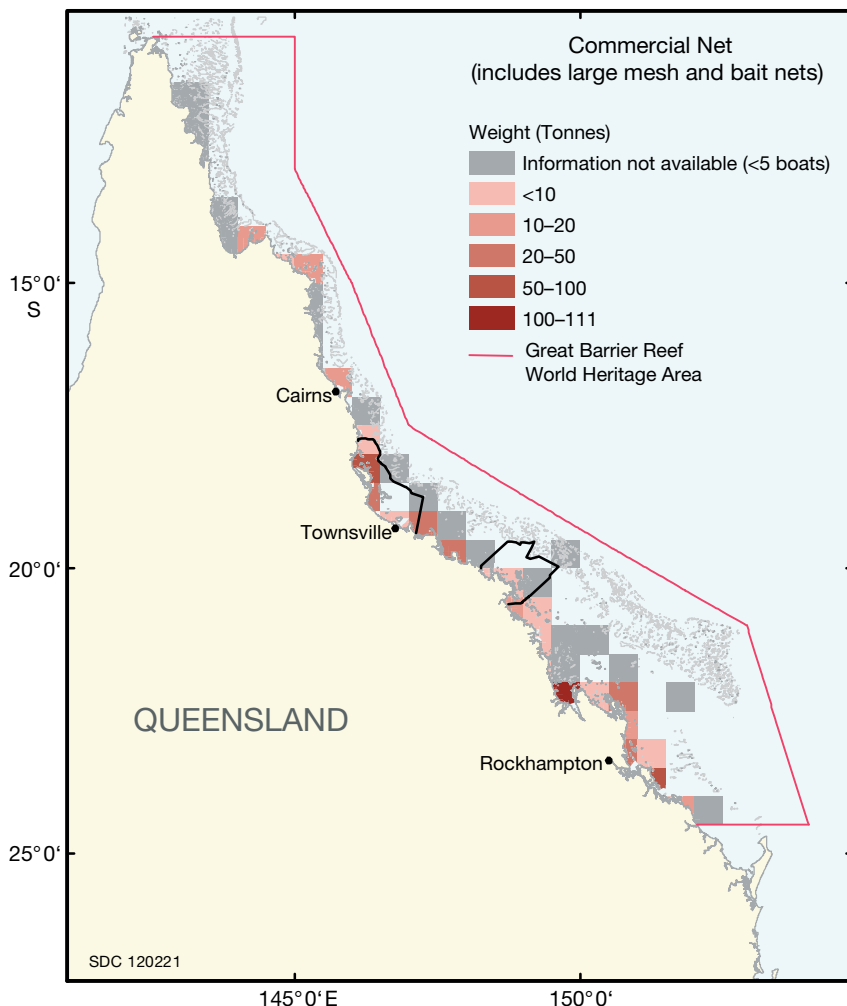 Commercial Net
(includes large mesh and bait nets)
Weight (Tonnes)
Information not available (<5 boats)
<10
10–20
20–50
50–100
100–111
Great Barrier Reef
World Heritage Area
15°0‘
S
Cairns
Townsville
20°0‘
QUEENSLAND
Rockhampton
25°0‘
SDC 120221
145°0‘E
150°0‘